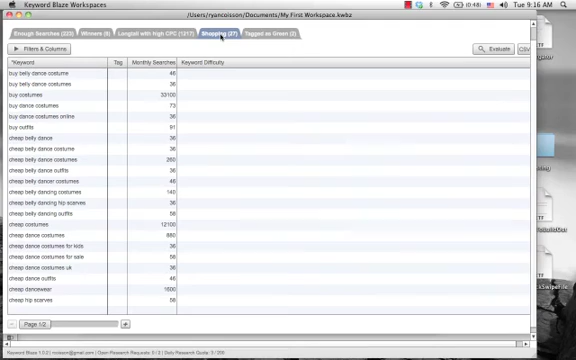 Keyword Blaze Workspaces
(0:48)
Tue 9:16 AM
/Users/ryancoisson/Documents/My First Workspace.kwbz
Enough Searches (223) Winners (5) Longtail with High CPC (1217) Shopping (27) Tagged as Green (2)
Filters & Columns Evaluate CSV
*Keyword Tag Monthly Searches Keyword Difficulty
buy belly dance costume 46
buy belly dance costumes 36
buy costumes 33100
buy dance costumes 73
buy dance costumes online 36
buy outfits 91
cheap belly dance 36
cheap belly dance costume 36
cheap belly dance costumes 260
cheap belly dance outfits 36
cheap belly dancer costumes 46
cheap belly dancing costumes 140
cheap belly dancing hip scarves 36
cheap belly dancing outfits 58
cheap costumes 12100
cheap dance costumes 880
cheap dance costumes for kids 36
cheap dance costumes for sale 58
cheap dance costumes uk 36
cheap dance outfits 46
cheap dancewear 1600
cheap hip scarves 58
- Page 1/2 +